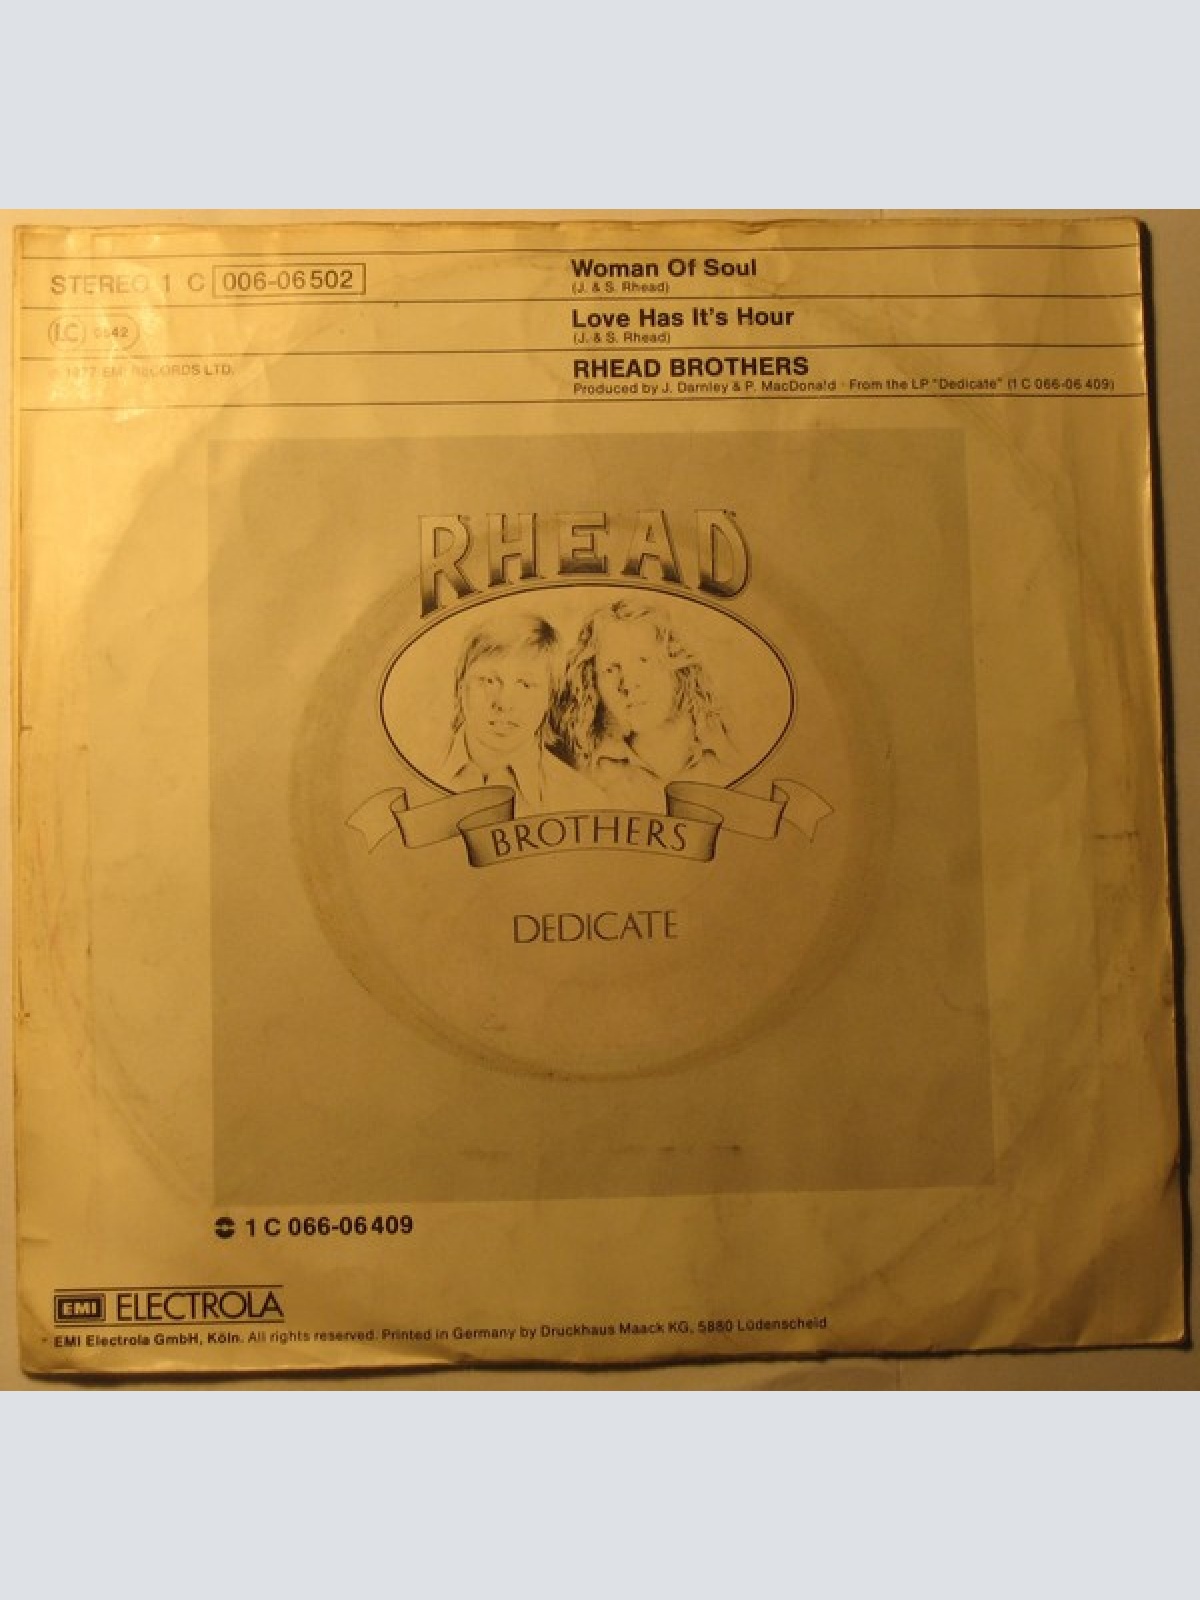 STEREO 1 C 006-06502
Woman Of Soul
(J. & S. Rhead)
LC 0542
Love Has It's Hour
(J. & S. Rhead)
℗ 1977 EMI RECORDS LTD.
RHEAD BROTHERS
Produced by J. Darnley & P. MacDonald · From the LP "Dedicate" (1 C 066-06 409)
RHEAD
BROTHERS
DEDICATE
1 C 066-06409
EMI ELECTROLA
EMI Electrola GmbH, Köln. All rights reserved. Printed in Germany by Druckhaus Maack KG, 5880 Lüdenscheid